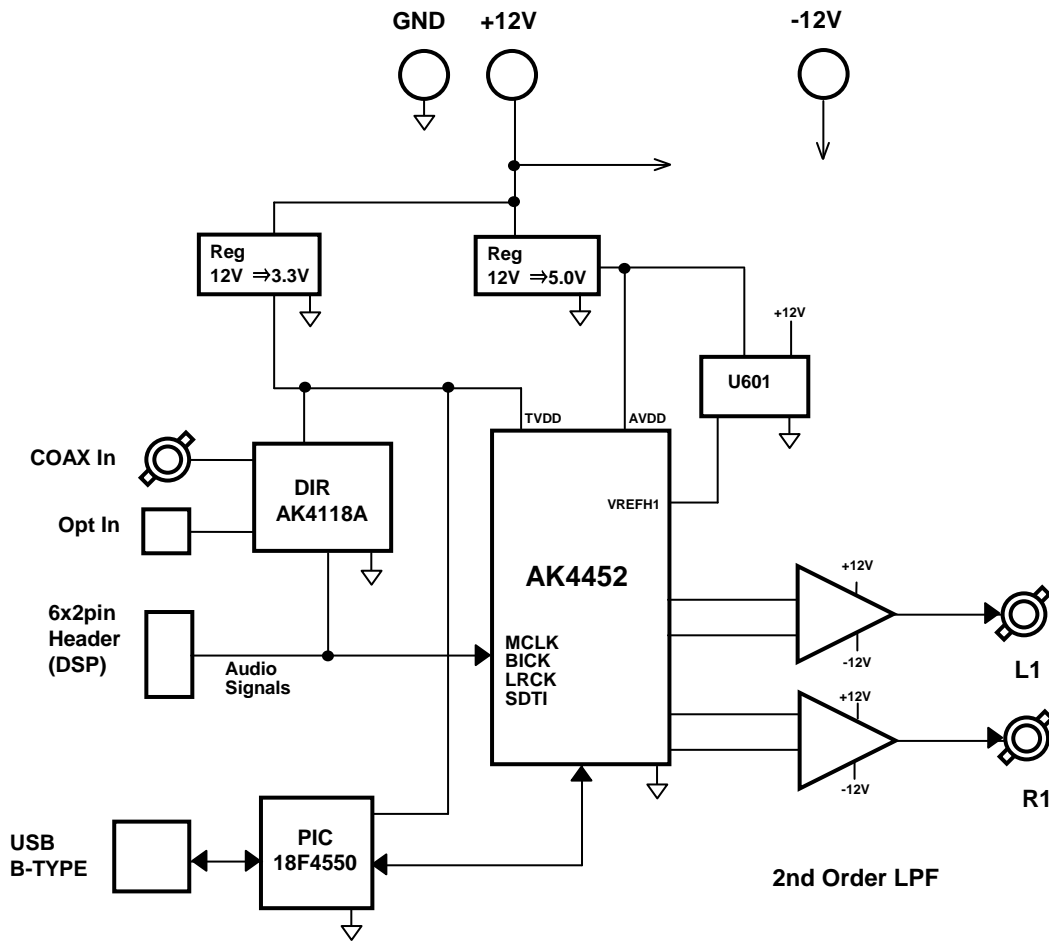 GND
+12V
-12V
Reg
12V ⇒3.3V
Reg
12V ⇒5.0V
+12V
U601
TVDD
AVDD
COAX In
DIR
AK4118A
VREFH1
Opt In
AK4452
+12V
6x2pin
Header
(DSP)
Audio
Signals
MCLK
BICK
LRCK
SDTI
-12V
L1
+12V
-12V
R1
USB
B-TYPE
PIC
18F4550
2nd Order LPF